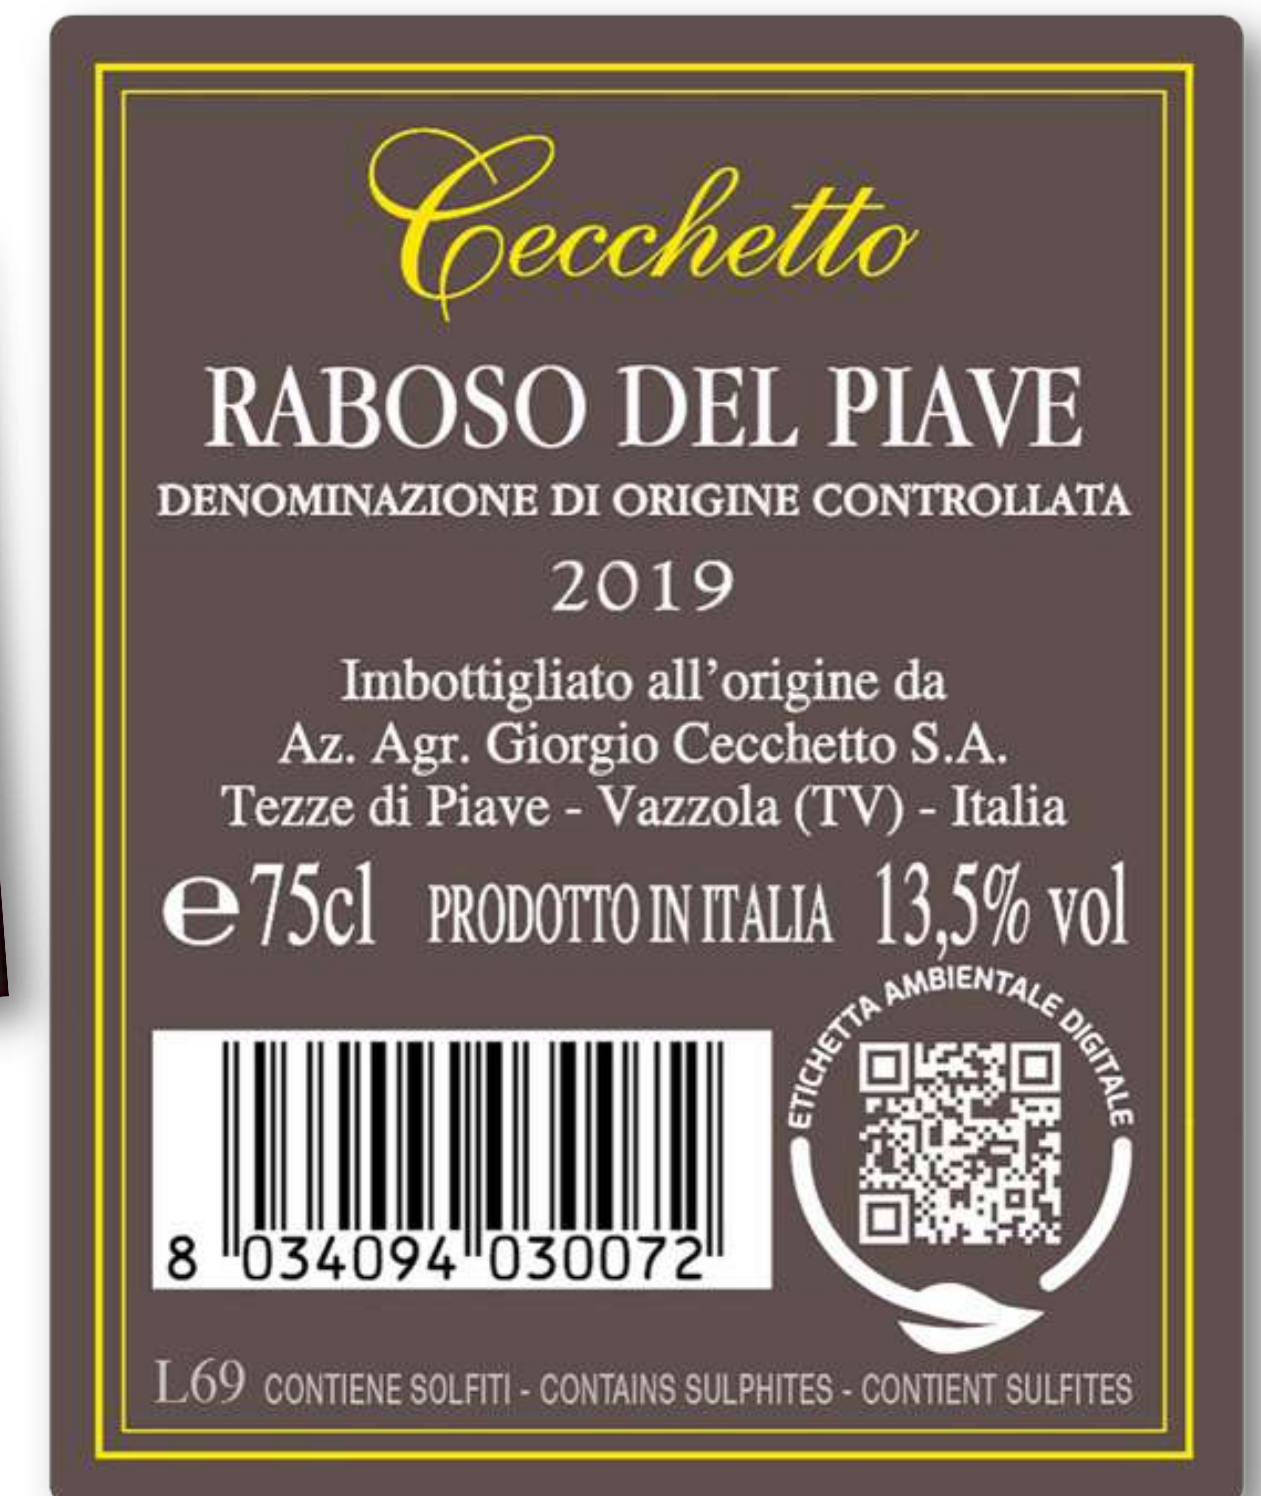 Cecchetto
RABOSO DEL PIAVE
DENOMINAZIONE DI ORIGINE CONTROLLATA
2019
Imbottigliato all'origine da
Az. Agr. Giorgio Cecchetto S.A.
Tezze di Piave - Vazzola (TV) - Italia
℮ 75cl PRODOTTO IN ITALIA 13,5% vol
ETICHETTA AMBIENTALE DIGITALE
8 034094 030072
L69 CONTIENE SOLFITI - CONTAINS SULPHITES - CONTIENT SULFITES